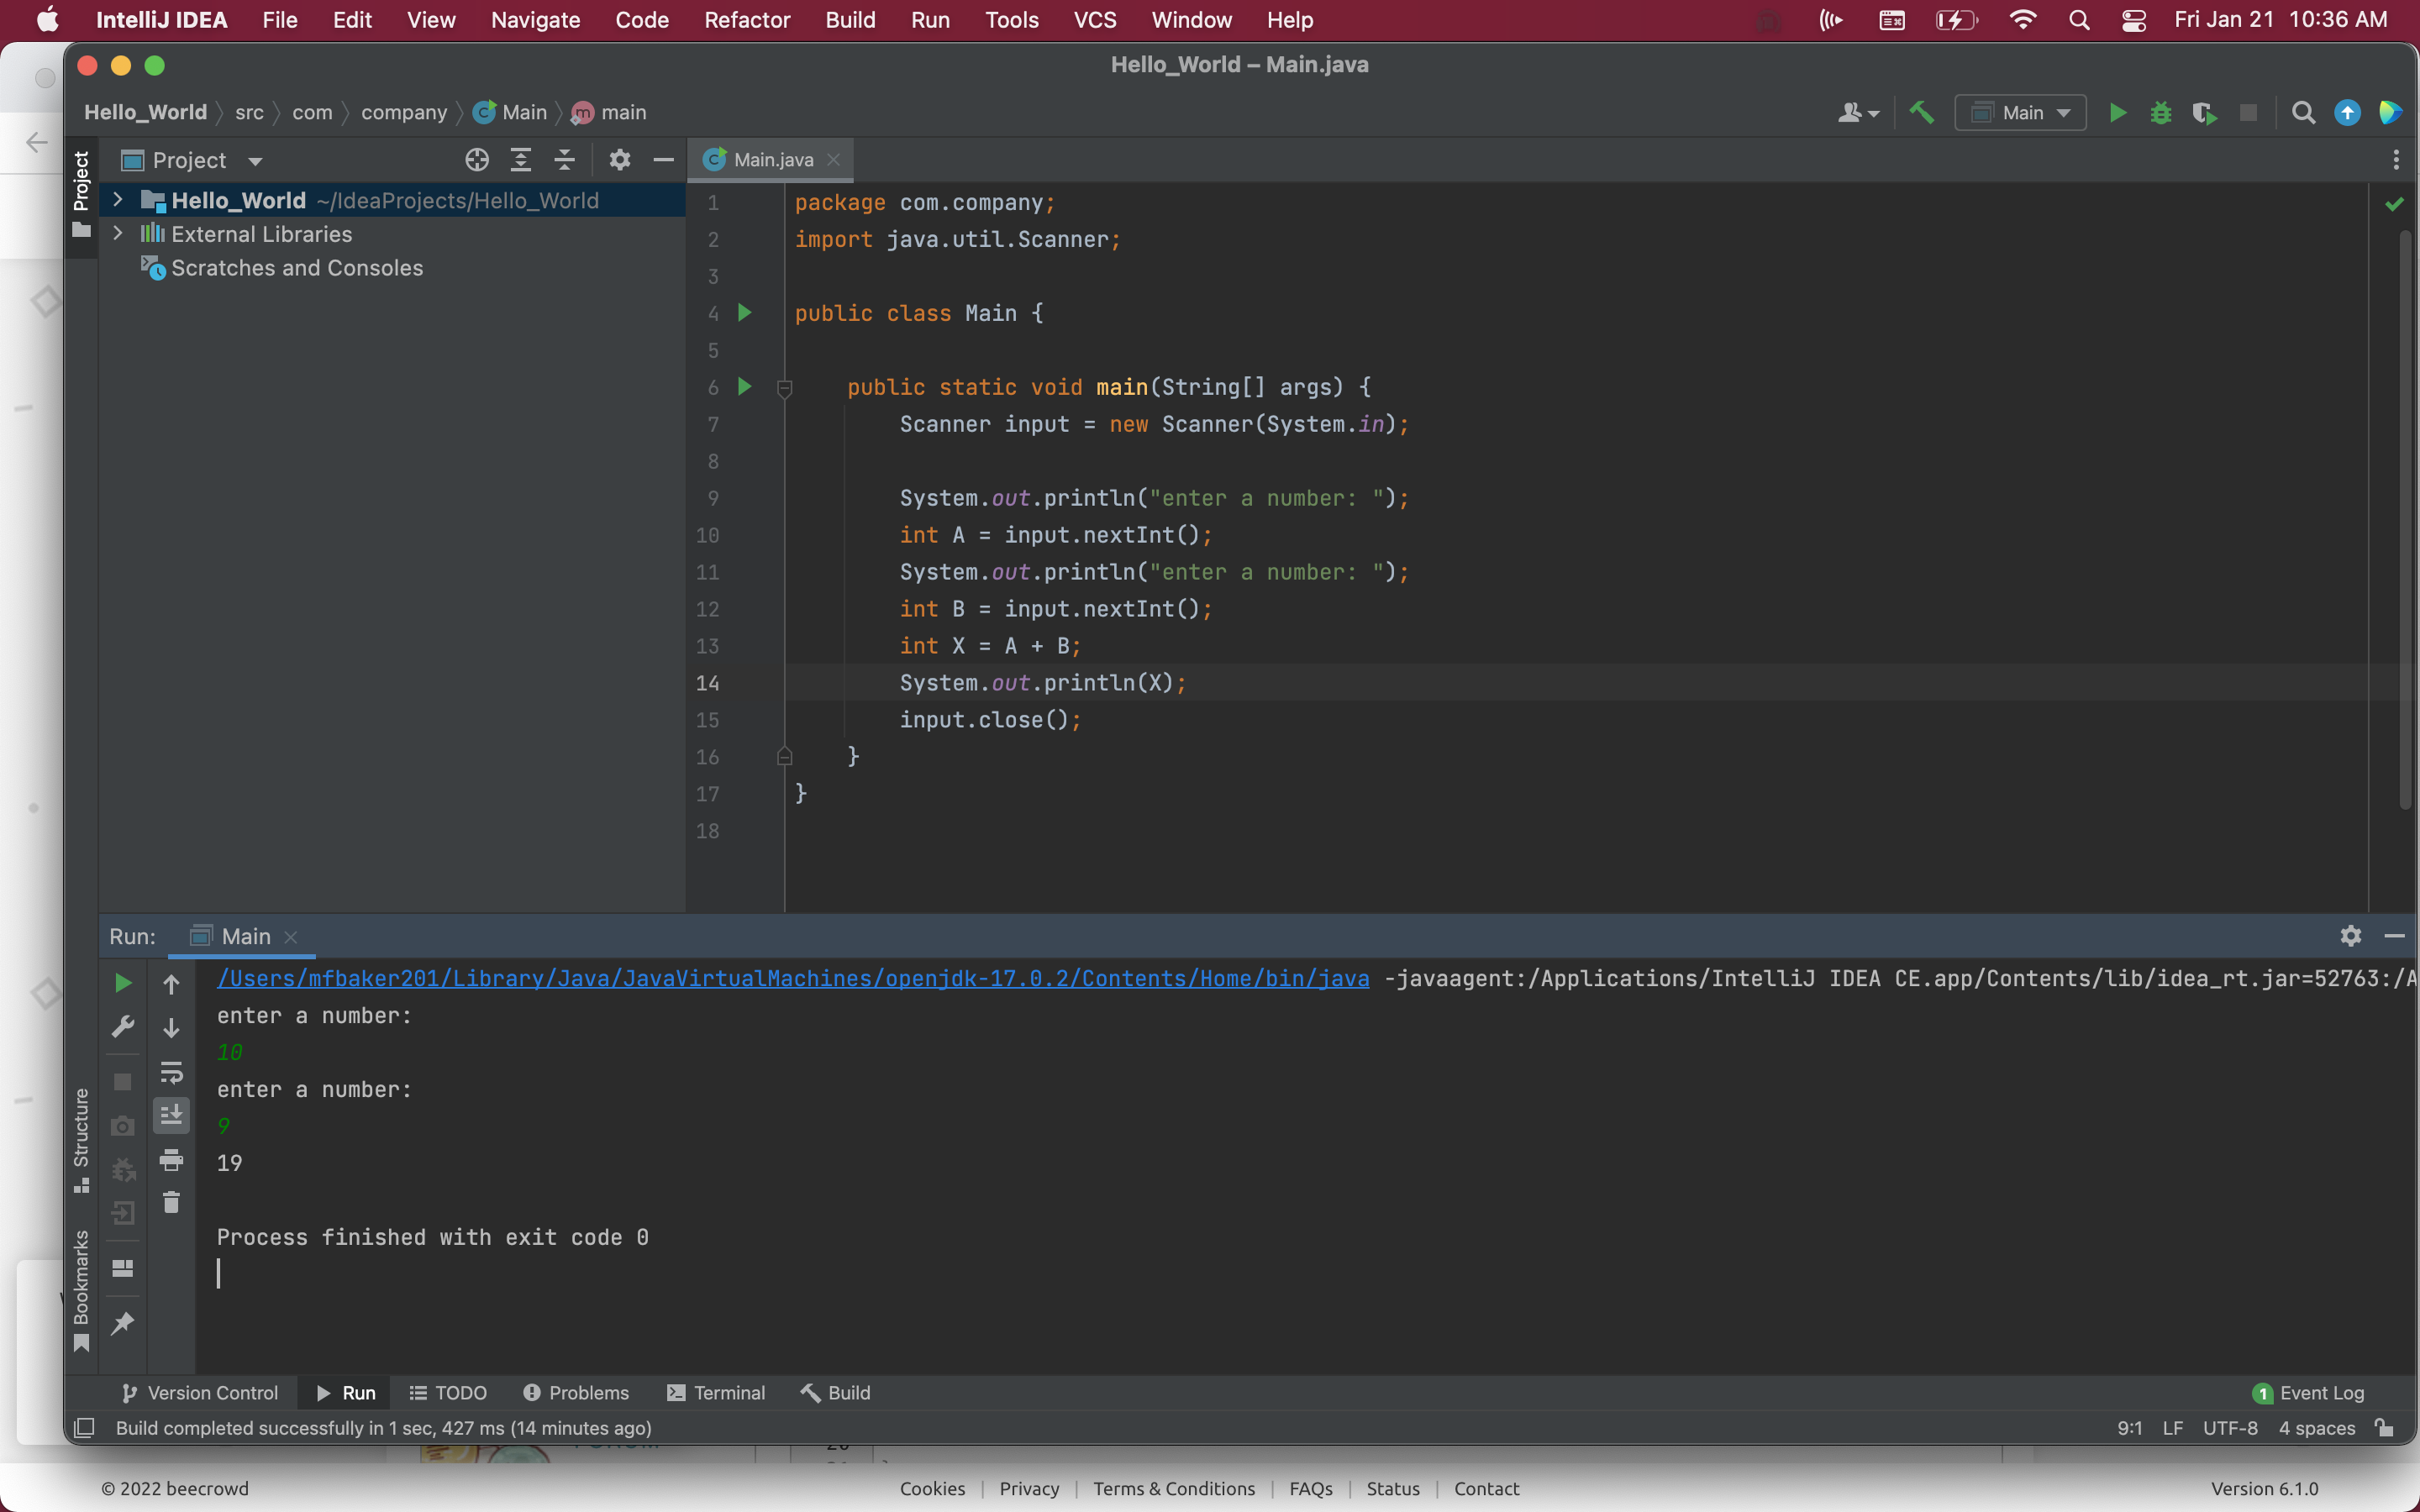 IntelliJ IDEA File Edit View Navigate Code Refactor Build Run Tools VCS Window Help Fri Jan 21 10:36 AM
Hello_World – Main.java
Hello_World src com company Main main
Main
Project
Project
Main.java
Hello_World ~/IdeaProjects/Hello_World
External Libraries
Scratches and Consoles
1 package com.company;
2 import java.util.Scanner;
3
4 public class Main {
5
6 public static void main(String[] args) {
7 Scanner input = new Scanner(System.in);
8
9 System.out.println("enter a number: ");
10 int A = input.nextInt();
11 System.out.println("enter a number: ");
12 int B = input.nextInt();
13 int X = A + B;
14 System.out.println(X);
15 input.close();
16 }
17 }
18
Run: Main
/Users/mfbaker201/Library/Java/JavaVirtualMachines/openjdk-17.0.2/Contents/Home/bin/java -javaagent:/Applications/IntelliJ IDEA CE.app/Contents/lib/idea_rt.jar=52763:/A
enter a number:
10
enter a number:
9
19
Process finished with exit code 0
Structure
Bookmarks
Version Control Run TODO Problems Terminal Build 1 Event Log
Build completed successfully in 1 sec, 427 ms (14 minutes ago) 9:1 LF UTF-8 4 spaces
© 2022 beecrowd Cookies | Privacy | Terms & Conditions | FAQs | Status | Contact Version 6.1.0